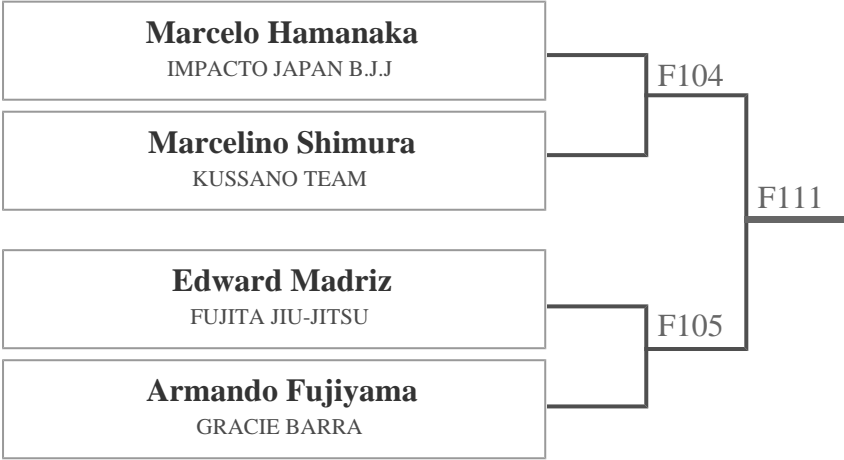 Marcelo Hamanaka
IMPACTO JAPAN B.J.J
F104
Marcelino Shimura
KUSSANO TEAM
F111
Edward Madriz
FUJITA JIU-JITSU
F105
Armando Fujiyama
GRACIE BARRA